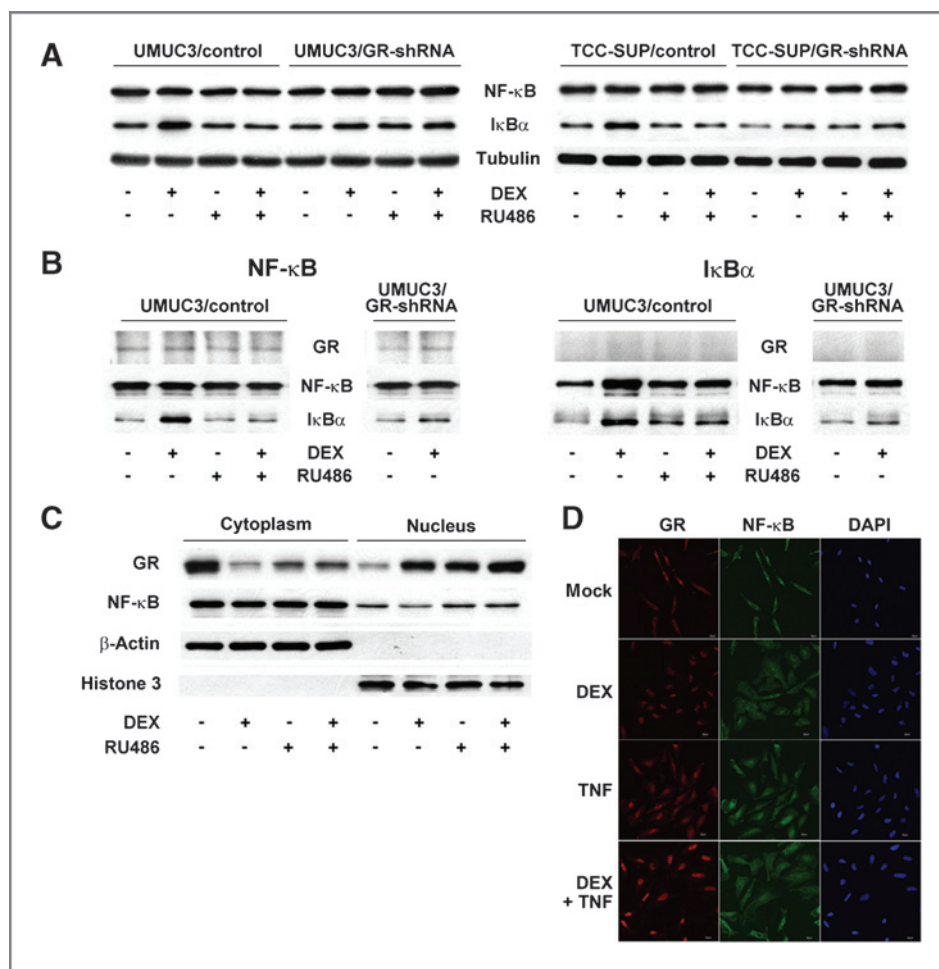 A
UMUC3/control UMUC3/GR-shRNA TCC-SUP/control TCC-SUP/GR-shRNA
NF-κB
IκBα
Tubulin
- + - + - + - + DEX - + - + - + - +
- - + + - - + + RU486 - - + + - - + +
B
NF-κB IκBα
UMUC3/control UMUC3/ GR-shRNA UMUC3/control UMUC3/ GR-shRNA
GR GR
NF-κB NF-κB
IκBα IκBα
- + - + DEX - + - + - + DEX - +
- - + + RU486 - - + + RU486
C
Cytoplasm Nucleus
GR
NF-κB
β-Actin
Histone 3
DEX - + - + - + - +
RU486 - - + + - - + +
D
GR NF-κB DAPI
Mock
DEX
TNF
DEX
+ TNF